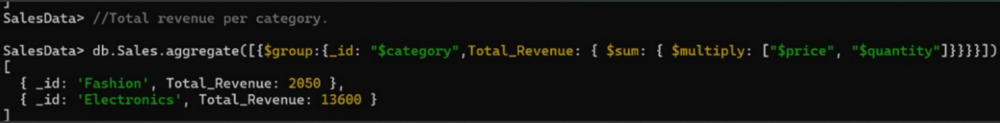 ]
SalesData> //Total revenue per category.
SalesData> db.Sales.aggregate([{$group:{_id: "$category",Total_Revenue: { $sum: { $multiply: ["$price", "$quantity"]}}}}])
[
  { _id: 'Fashion', Total_Revenue: 2050 },
  { _id: 'Electronics', Total_Revenue: 13600 }
]